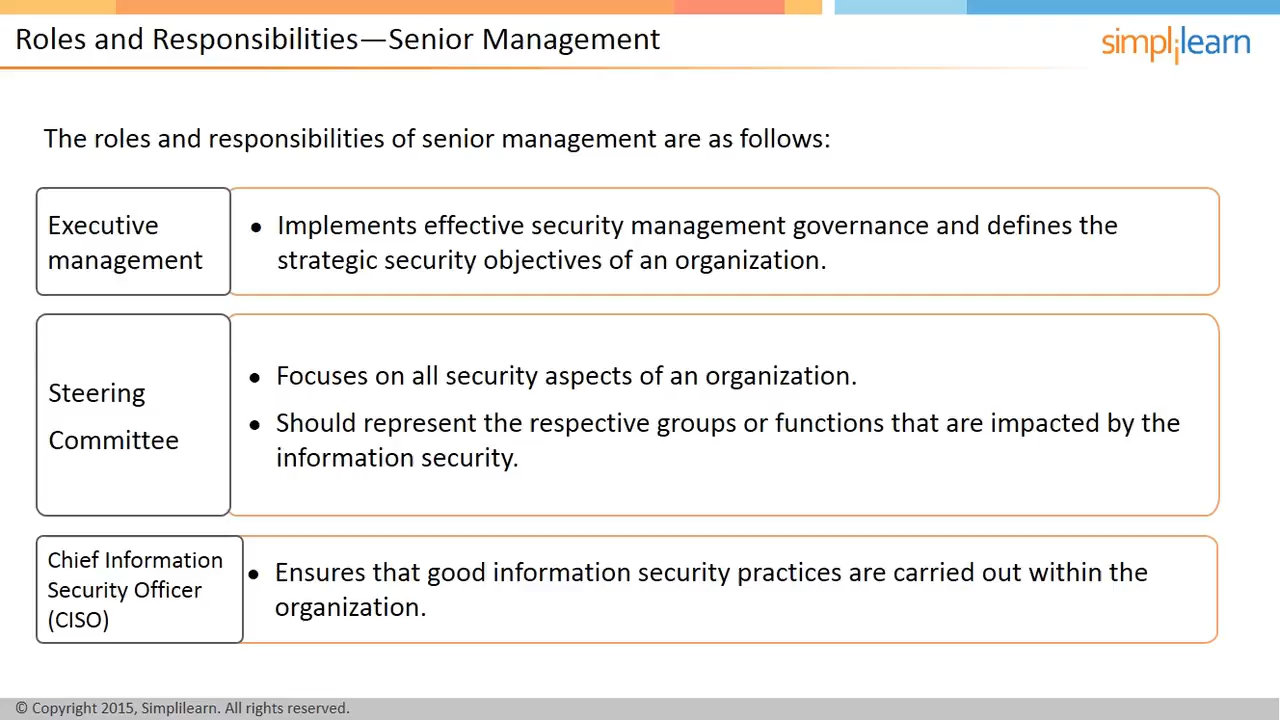 Roles and Responsibilities—Senior Management
simplilearn
The roles and responsibilities of senior management are as follows:
Executive
management
• Implements effective security management governance and defines the
strategic security objectives of an organization.
Steering
Committee
• Focuses on all security aspects of an organization.
• Should represent the respective groups or functions that are impacted by the
information security.
Chief Information
Security Officer
(CISO)
• Ensures that good information security practices are carried out within the
organization.
© Copyright 2015, Simplilearn. All rights reserved.